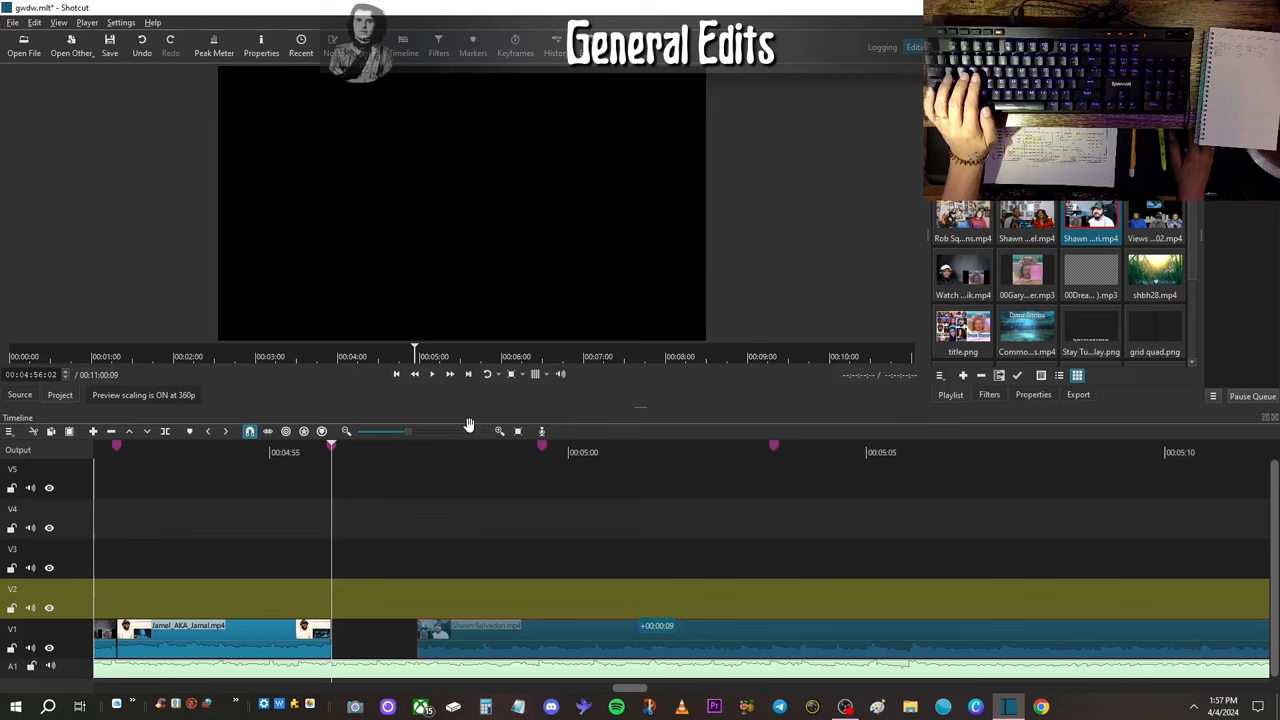 gwdw.mlt* - Shotcut
File Edit View Player Settings Help
General Edits
Open File Open Other... Save Undo Redo Peak Meter Properties Recent Timeline Filters Markers Keyframes
Logging
Rob Sq...ns.mp4 Shawn ...el.mp4 Shawn ...ri.mp4 Views ...02.mp4
Watch ...ik.mp4 00Gary...er.mp3 00Drea... ).mp3 shbh28.mp4
title.png Commo...s.mp4 Stay Tu...lay.png grid quad.png
00:00:00 00:01:00 00:02:00 00:03:00 00:04:00 00:05:00 00:06:00 00:07:00 00:08:00 00:09:00 00:10:00
00:04:56:02 / 00:11:00:09 --:--:--:-- / --:--:--:--
Source Project Preview scaling is ON at 360p
Playlist Filters Properties Export Pause Queue
Timeline
Output 00:04:55 00:05:00 00:05:05 00:05:10
V5
V4
V3
V2
V1 Jamel_AKA_Jamal.mp4 Shawn Salvadori.mp4 +00:00:09
A1
15
1:57 PM
4/4/2024